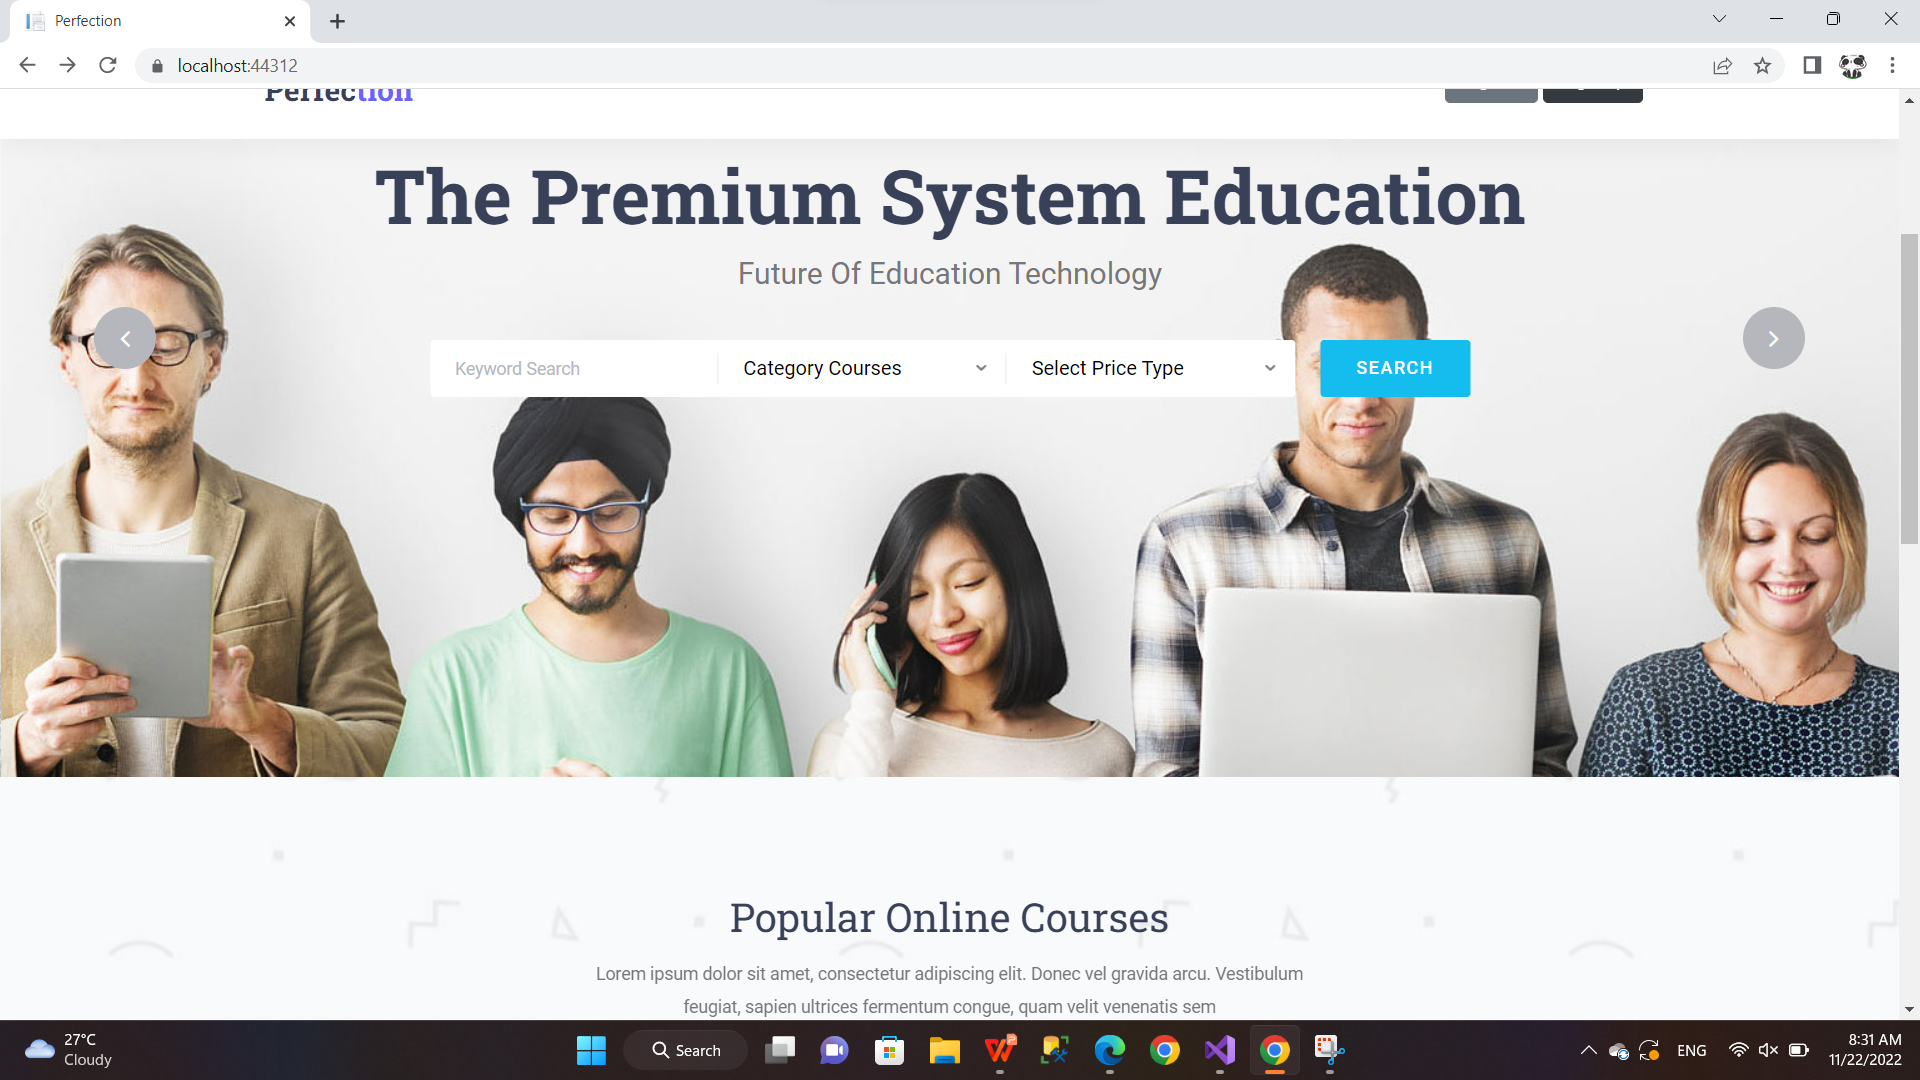 Perfection
localhost:44312
Perfection
The Premium System Education
Future Of Education Technology
Keyword Search
Category Courses
Select Price Type
SEARCH
Popular Online Courses
Lorem ipsum dolor sit amet, consectetur adipiscing elit. Donec vel gravida arcu. Vestibulum
feugiat, sapien ultrices fermentum congue, quam velit venenatis sem
27°C
Cloudy
Search
ENG
8:31 AM
11/22/2022